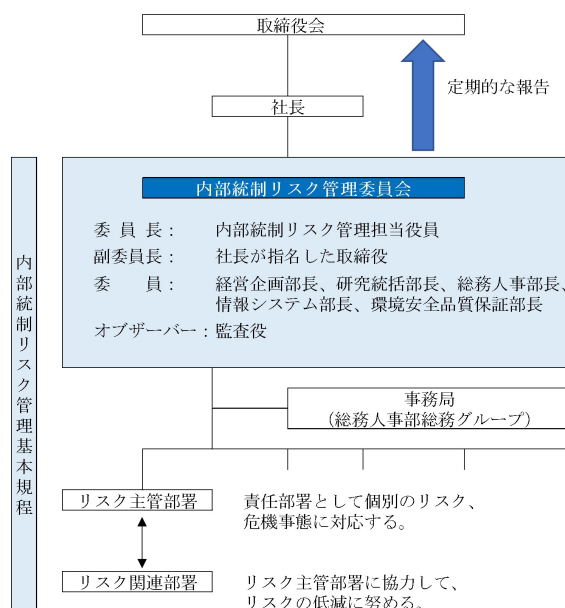 取締役会
定期的な報告
社長
内部統制リスク管理基本規程
内部統制リスク管理委員会
委員長： 内部統制リスク管理担当役員
副委員長： 社長が指名した取締役
委員： 経営企画部長、研究統括部長、総務人事部長、
情報システム部長、環境安全品質保証部長
オブザーバー：監査役
事務局
（総務人事部総務グループ）
リスク主管部署
責任部署として個別のリスク、
危機事態に対応する。
リスク関連部署
リスク主管部署に協力して、
リスクの低減に努める。